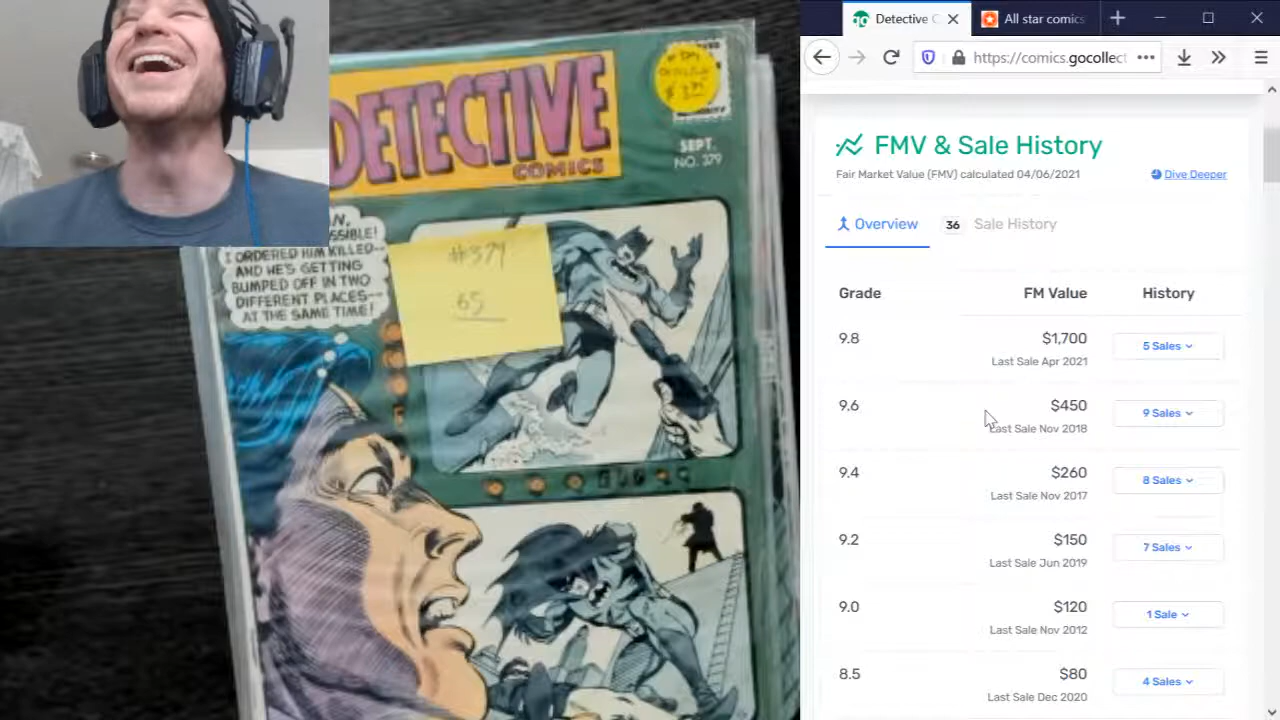 DETECTIVE
COMICS
SEPT.
NO. 379
I ORDERED HIM KILLED--
AND HE'S GETTING
BUMPED OFF IN TWO
DIFFERENT PLACES--
AT THE SAME TIME!
#379
65
Detective C
All star comics
https://comics.gocollect
FMV & Sale History
Fair Market Value (FMV) calculated 04/06/2021
Dive Deeper
Overview
36
Sale History
Grade
FM Value
History
9.8
$1,700
5 Sales
Last Sale Apr 2021
9.6
$450
9 Sales
Last Sale Nov 2018
9.4
$260
8 Sales
Last Sale Nov 2017
9.2
$150
7 Sales
Last Sale Jun 2019
9.0
$120
1 Sale
Last Sale Nov 2012
8.5
$80
4 Sales
Last Sale Dec 2020